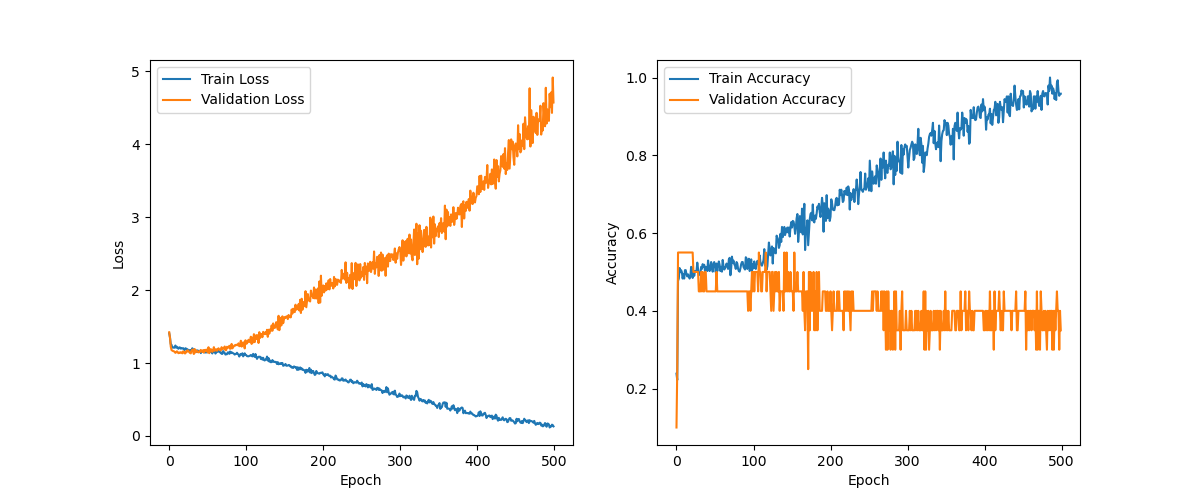 Train Loss
Validation Loss
5
4
3
2
1
0
Loss
0 100 200 300 400 500
Epoch
Train Accuracy
Validation Accuracy
1.0
0.8
0.6
0.4
0.2
Accuracy
0 100 200 300 400 500
Epoch